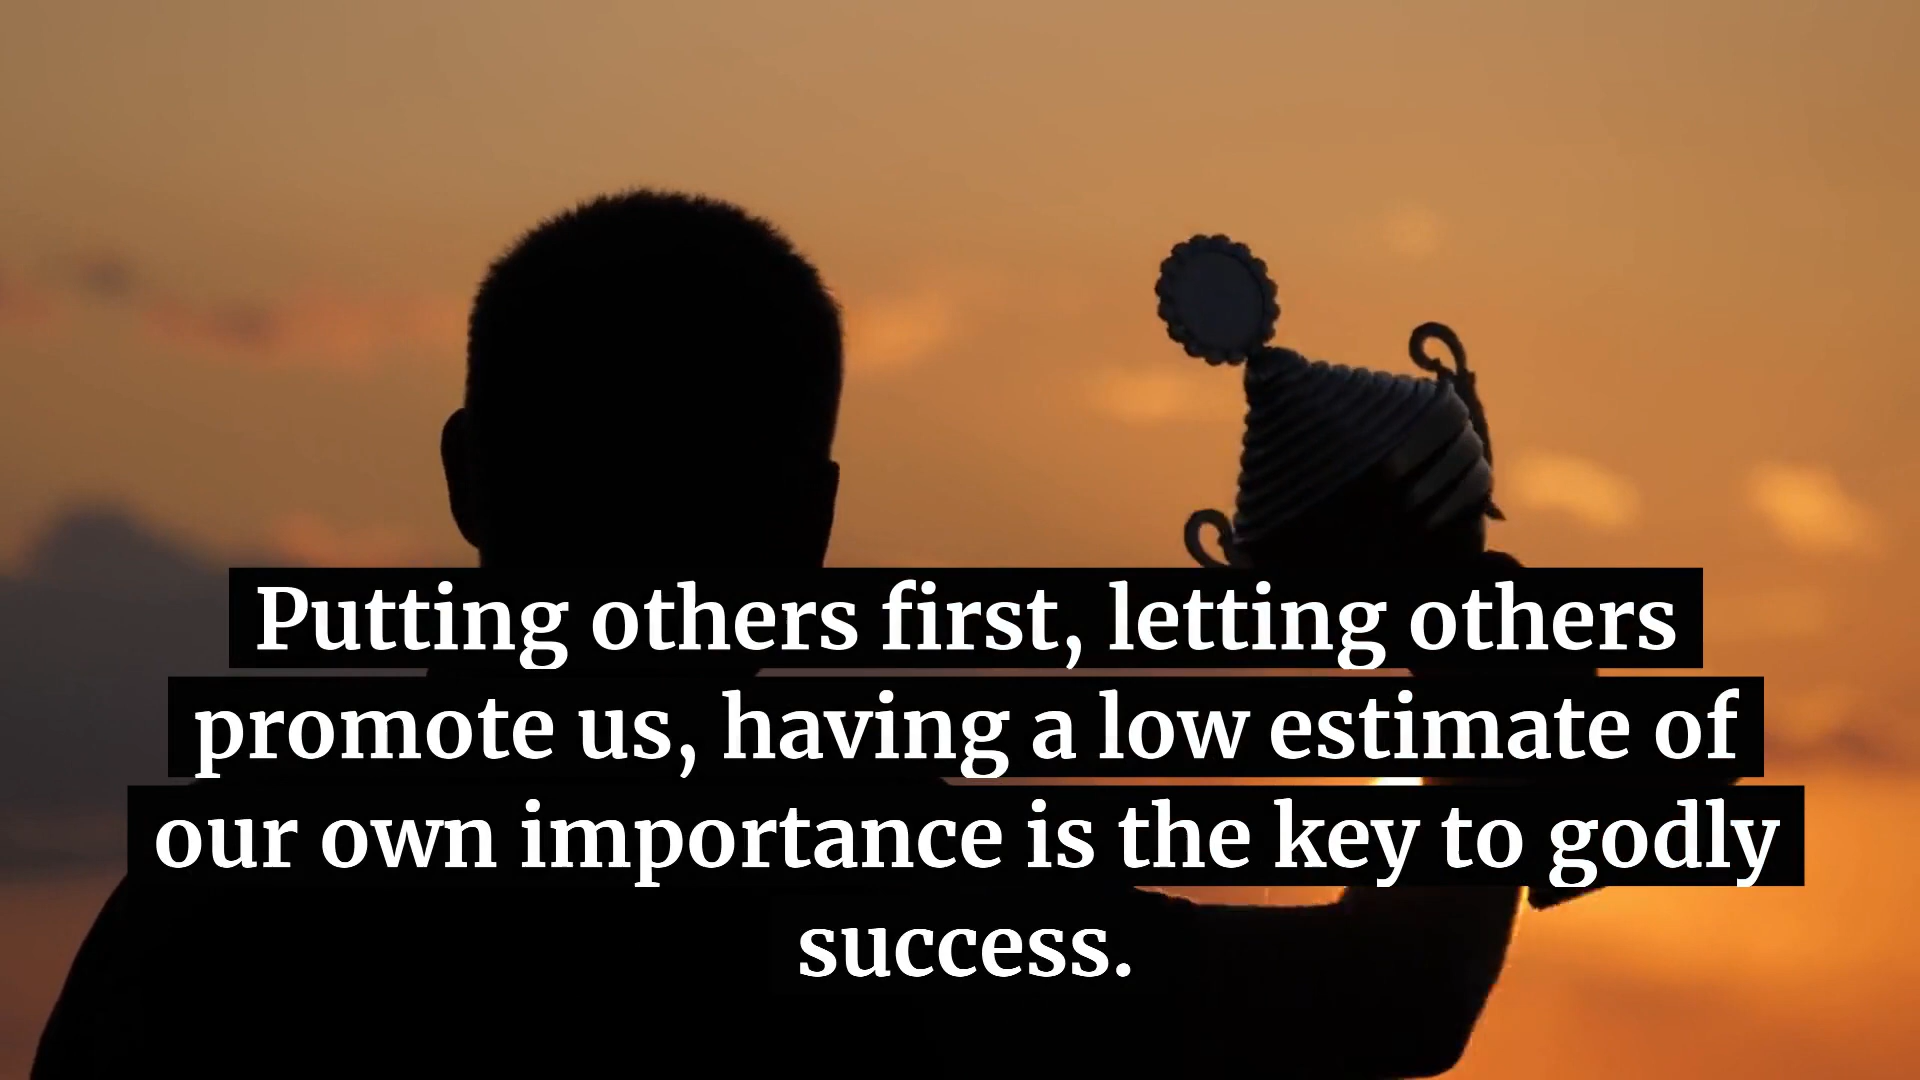 Putting others first, letting others
promote us, having a low estimate of
our own importance is the key to godly
success.